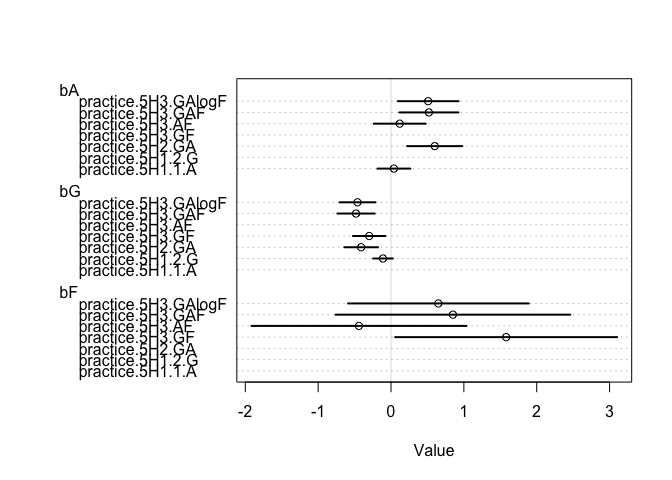 bA
practice.5H3.GAlogF
practice.5H3.GAF
practice.5H3.AF
practice.5H3.GF
practice.5H2.GA
practice.5H1.2.G
practice.5H1.1.A
bG
practice.5H3.GAlogF
practice.5H3.GAF
practice.5H3.AF
practice.5H3.GF
practice.5H2.GA
practice.5H1.2.G
practice.5H1.1.A
bF
practice.5H3.GAlogF
practice.5H3.GAF
practice.5H3.AF
practice.5H3.GF
practice.5H2.GA
practice.5H1.2.G
practice.5H1.1.A
-2 -1 0 1 2 3
Value